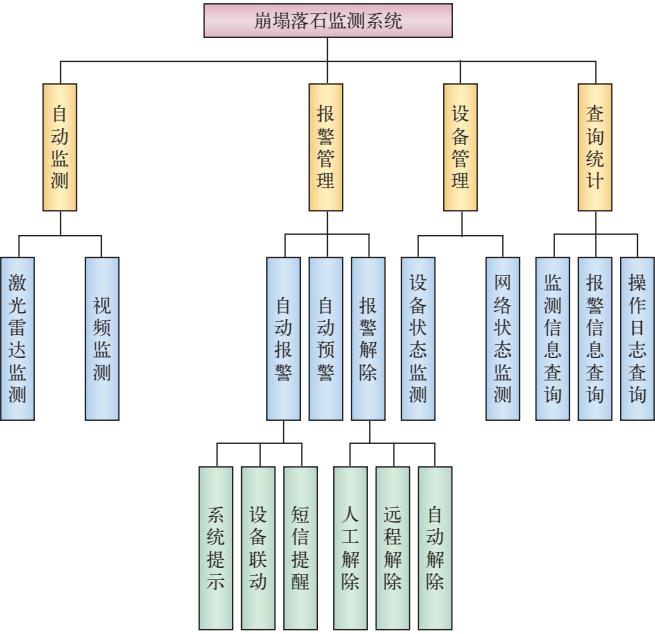 崩塌落石监测系统
自动监测
报警管理
设备管理
查询统计
激光雷达监测
视频监测
自动报警
自动预警
报警解除
设备状态监测
网络状态监测
监测信息查询
报警信息查询
操作日志查询
系统提示
设备联动
短信提醒
人工解除
远程解除
自动解除